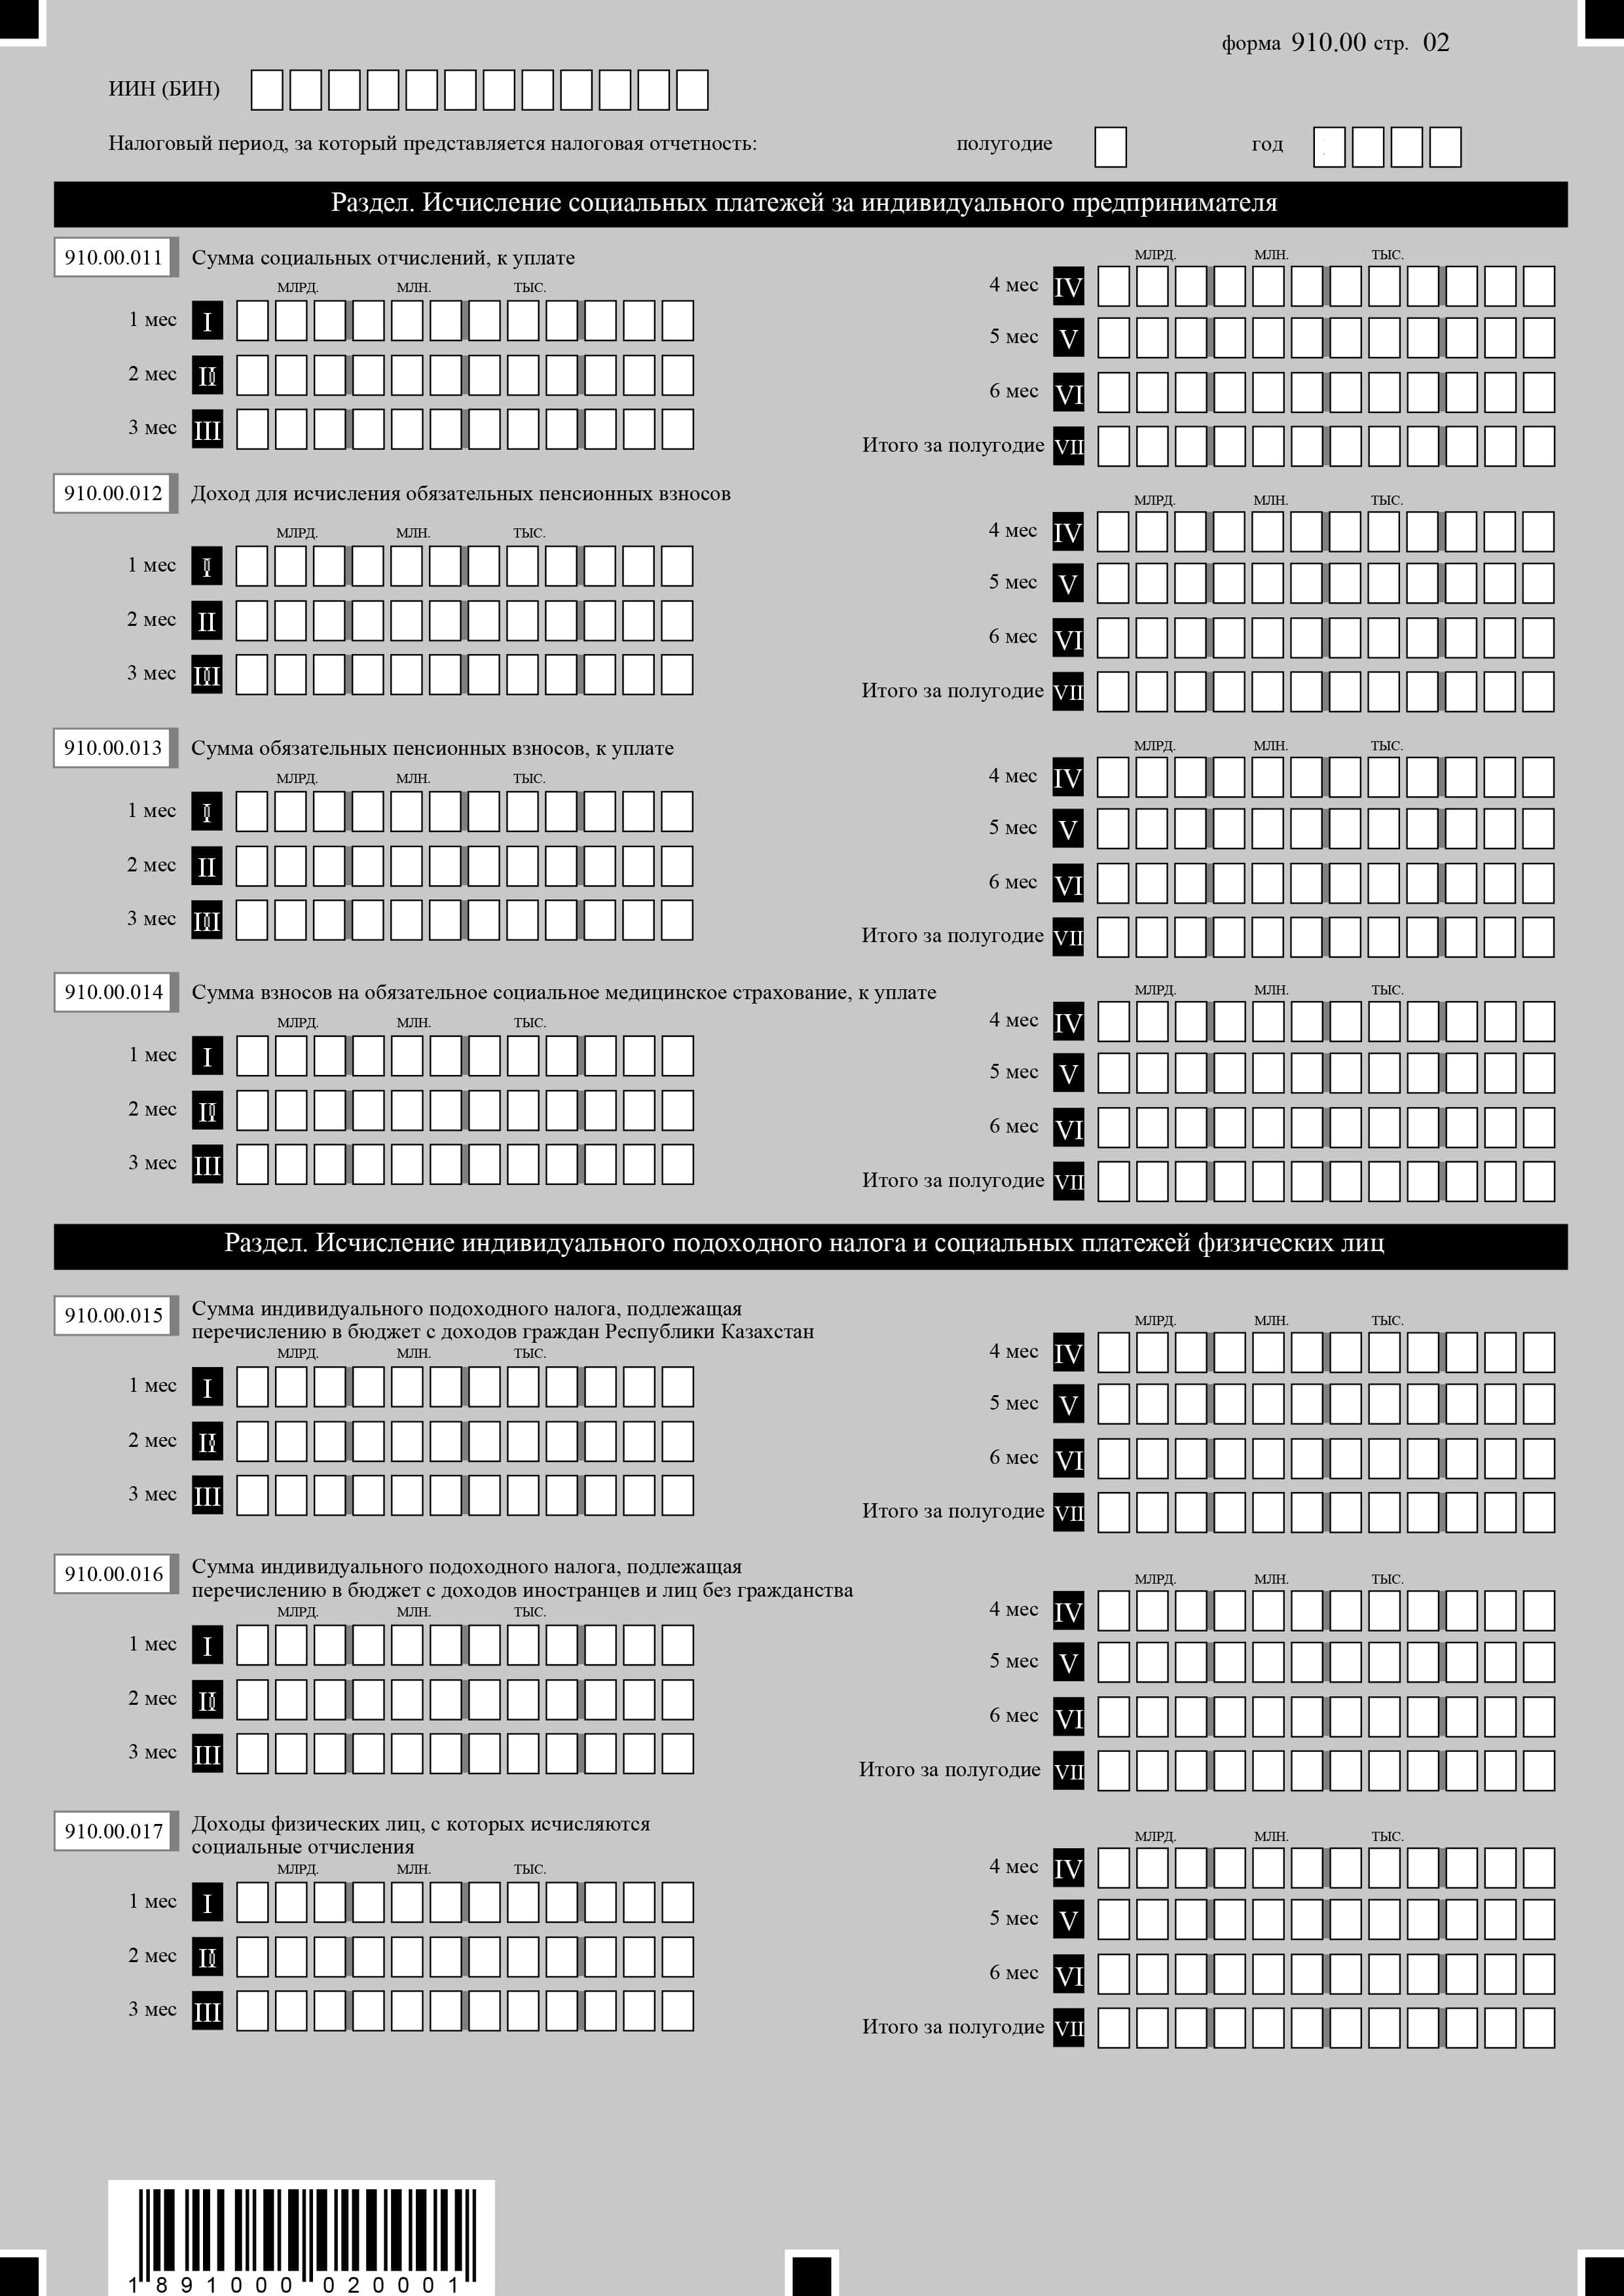 форма 910.00 стр. 02
ИИН (БИН)
Налоговый период, за который представляется налоговая отчетность: полугодие год
Раздел. Исчисление социальных платежей за индивидуального предпринимателя
910.00.011 Сумма социальных отчислений, к уплате
МЛРД. МЛН. ТЫС.
1 мес I
2 мес II
3 мес III
МЛРД. МЛН. ТЫС.
4 мес IV
5 мес V
6 мес VI
Итого за полугодие VII
910.00.012 Доход для исчисления обязательных пенсионных взносов
МЛРД. МЛН. ТЫС.
1 мес I
2 мес II
3 мес III
МЛРД. МЛН. ТЫС.
4 мес IV
5 мес V
6 мес VI
Итого за полугодие VII
910.00.013 Сумма обязательных пенсионных взносов, к уплате
МЛРД. МЛН. ТЫС.
1 мес I
2 мес II
3 мес III
МЛРД. МЛН. ТЫС.
4 мес IV
5 мес V
6 мес VI
Итого за полугодие VII
910.00.014 Сумма взносов на обязательное социальное медицинское страхование, к уплате
МЛРД. МЛН. ТЫС.
1 мес I
2 мес II
3 мес III
МЛРД. МЛН. ТЫС.
4 мес IV
5 мес V
6 мес VI
Итого за полугодие VII
Раздел. Исчисление индивидуального подоходного налога и социальных платежей физических лиц
910.00.015 Сумма индивидуального подоходного налога, подлежащая
перечислению в бюджет с доходов граждан Республики Казахстан
МЛРД. МЛН. ТЫС.
1 мес I
2 мес II
3 мес III
МЛРД. МЛН. ТЫС.
4 мес IV
5 мес V
6 мес VI
Итого за полугодие VII
910.00.016 Сумма индивидуального подоходного налога, подлежащая
перечислению в бюджет с доходов иностранцев и лиц без гражданства
МЛРД. МЛН. ТЫС.
1 мес I
2 мес II
3 мес III
МЛРД. МЛН. ТЫС.
4 мес IV
5 мес V
6 мес VI
Итого за полугодие VII
910.00.017 Доходы физических лиц, с которых исчисляются
социальные отчисления
МЛРД. МЛН. ТЫС.
1 мес I
2 мес II
3 мес III
МЛРД. МЛН. ТЫС.
4 мес IV
5 мес V
6 мес VI
Итого за полугодие VII
1 891000 020001